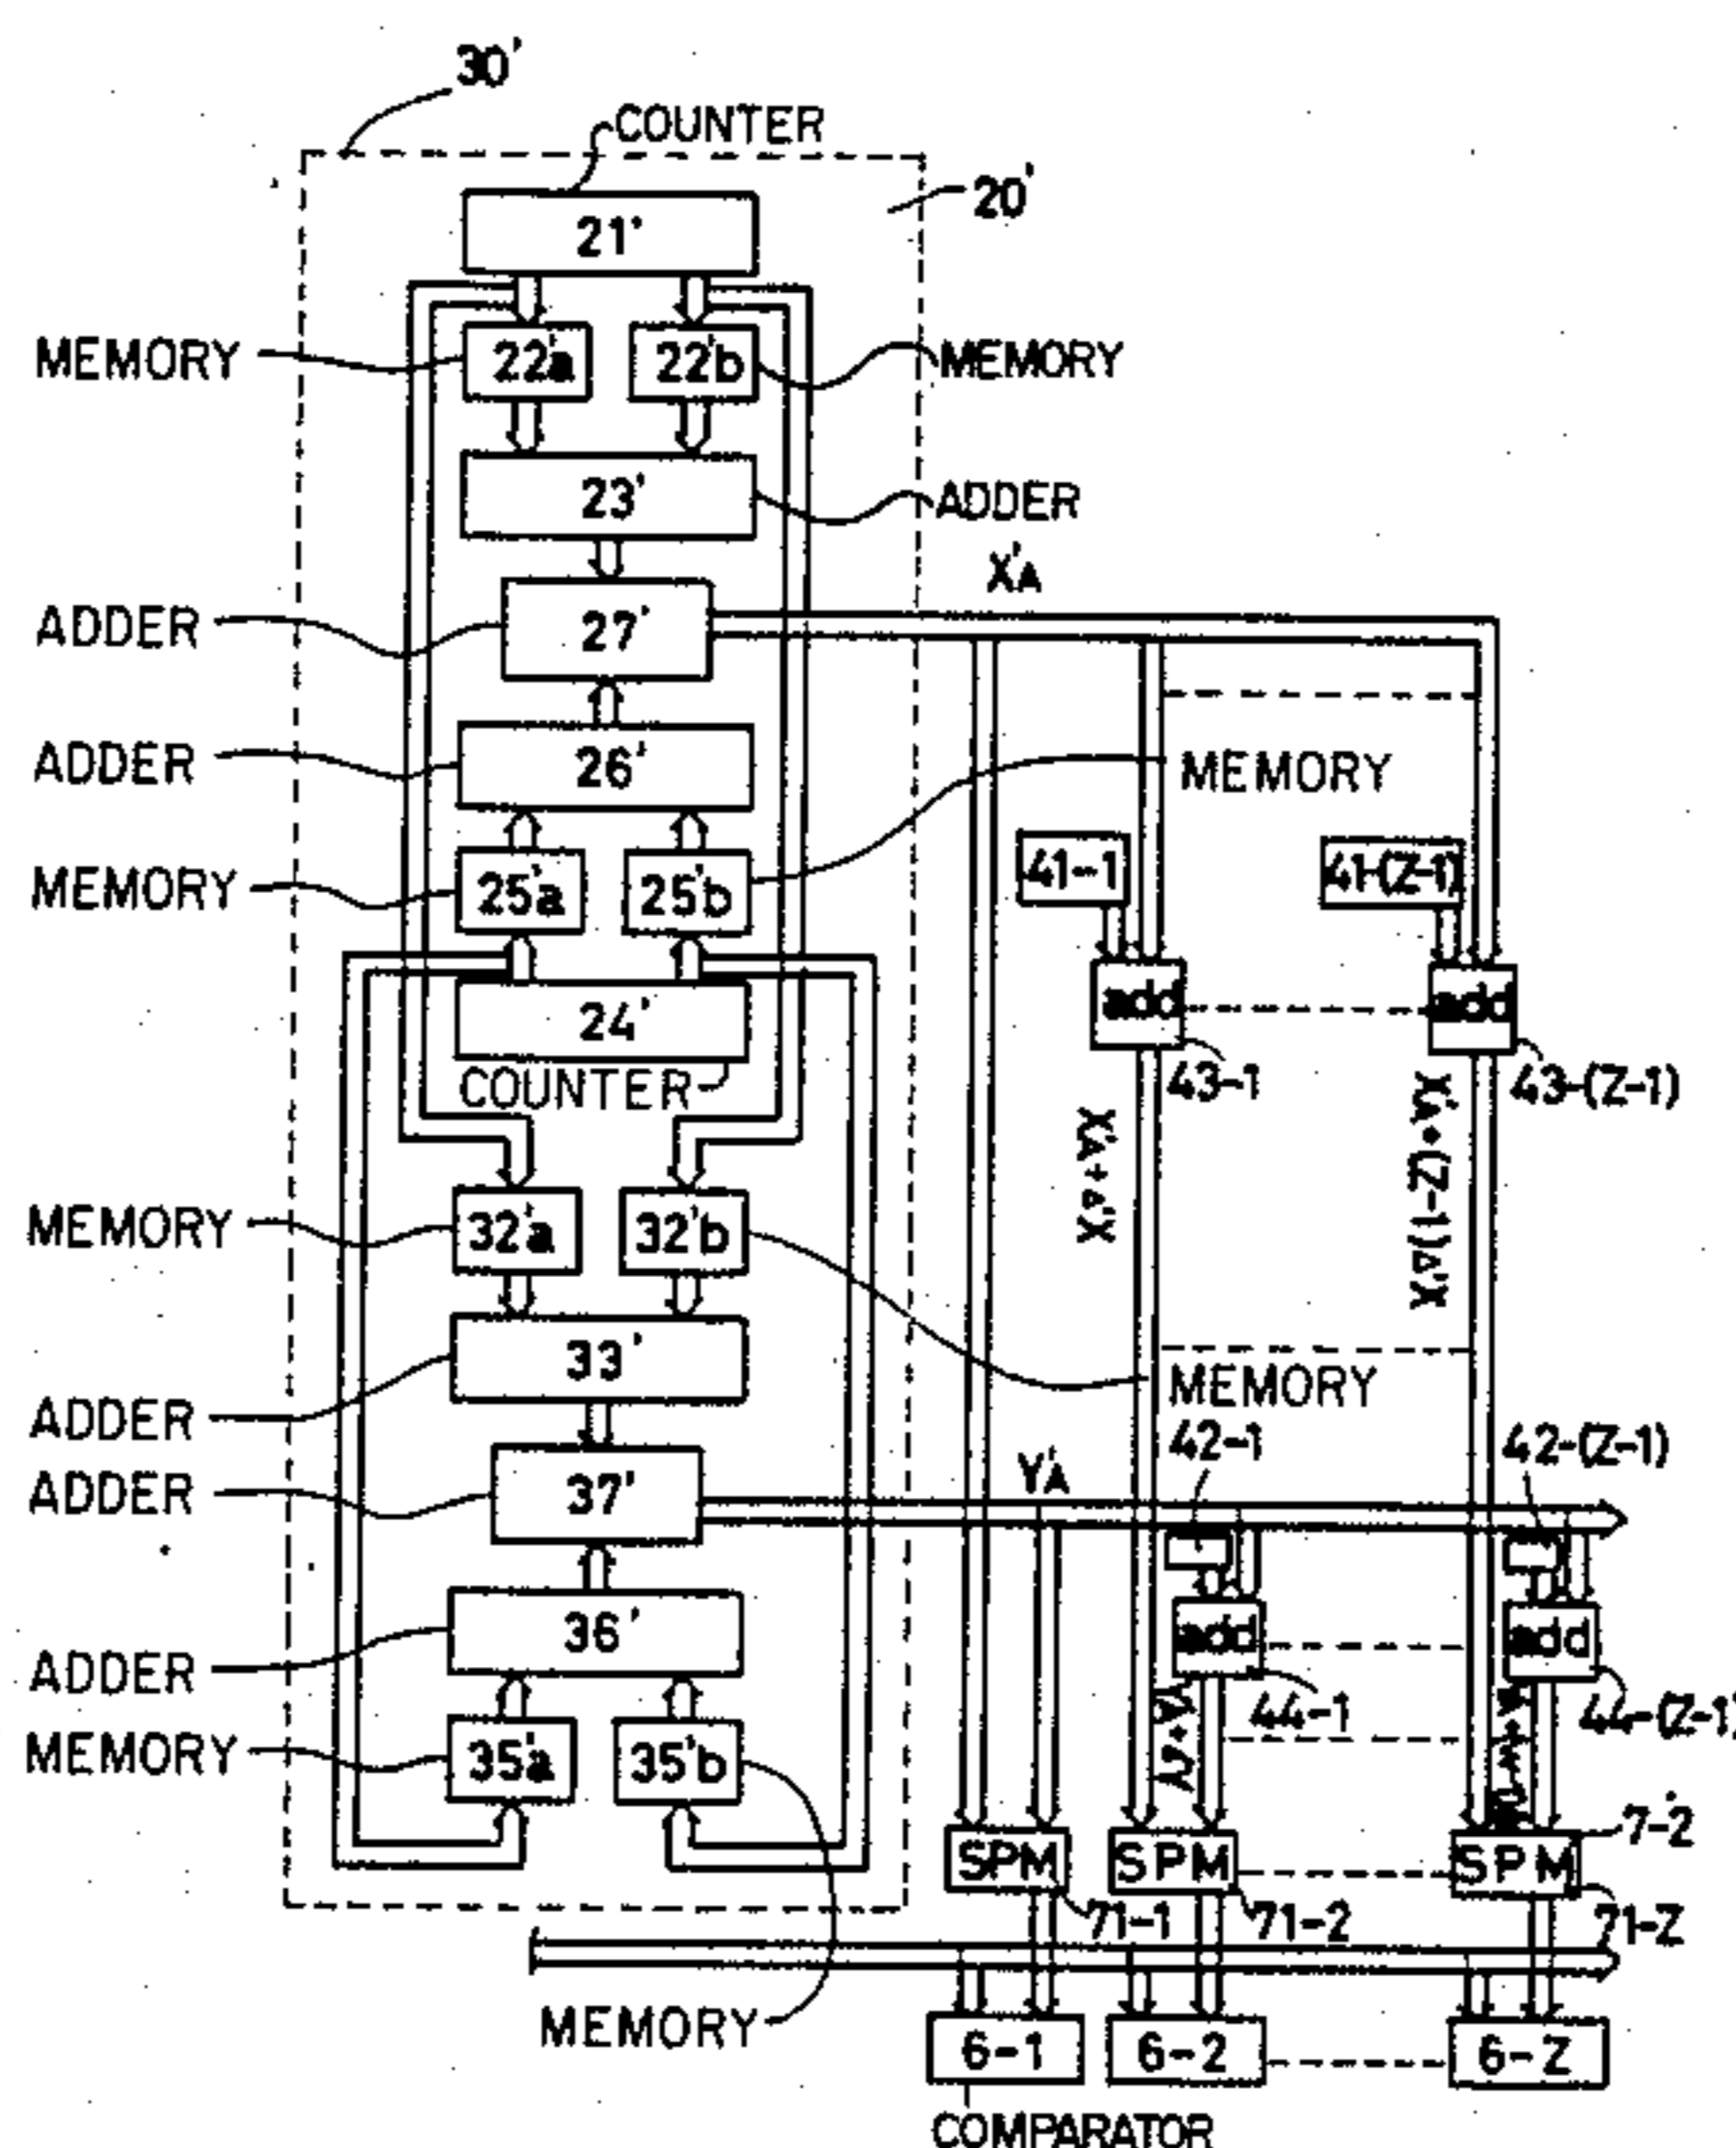 30'
COUNTER
20'
21'
MEMORY
22'a
22'b
MEMORY
23'
ADDER
X'A
ADDER
27'
ADDER
26'
MEMORY
MEMORY
25'a
25'b
41-1
41-(Z-1)
24'
add
add
COUNTER
43-1
43-(Z-1)
MEMORY
32'a
32'b
33'
MEMORY
ADDER
42-1
42-(Z-1)
ADDER
37'
Y'A
36'
add
add
ADDER
44-1
44-(Z-1)
MEMORY
35'a
35'b
7-2'
SPM
SPM
SPM
71-1
71-2
71-Z
MEMORY
6-1
6-2
6-Z
COMPARATOR